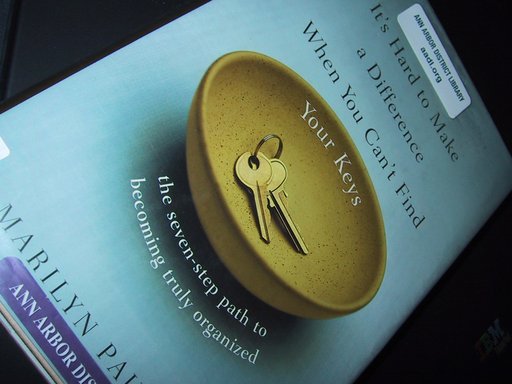 It's Hard to Make
a Difference
When You Can't Find
Your Keys
the seven-step path to
becoming truly organized
MARILYN
ANN ARBOR DISTRICT LIBRARY
aadl.org
ANN ARBOR DIS
IBM